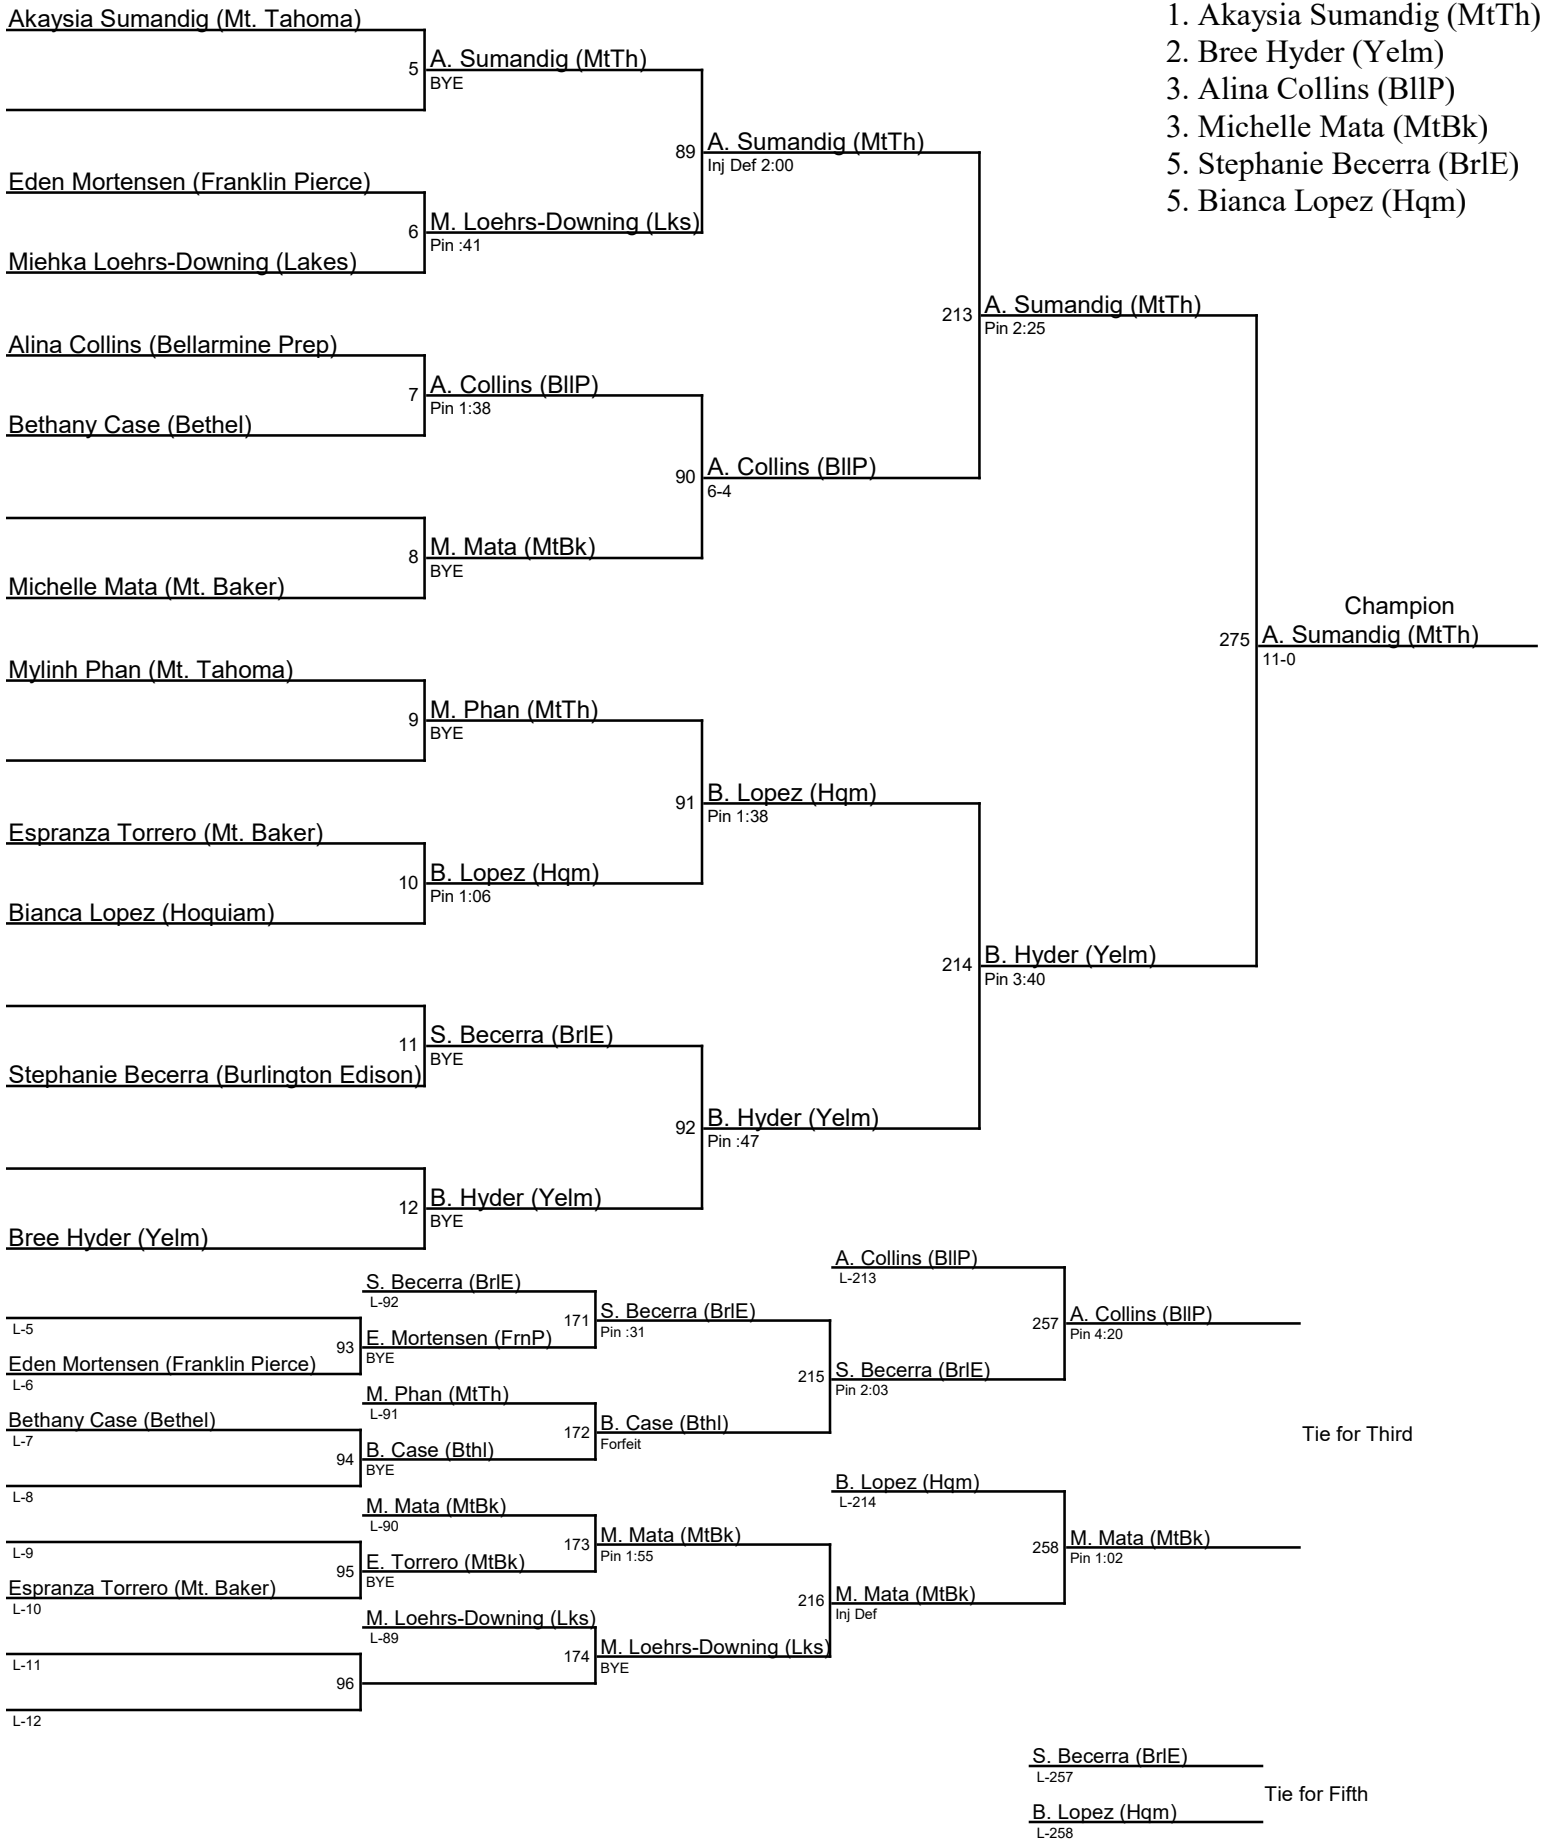 1. Akaysia Sumandig (MtTh)
2. Bree Hyder (Yelm)
3. Alina Collins (BllP)
3. Michelle Mata (MtBk)
5. Stephanie Becerra (BrlE)
5. Bianca Lopez (Hqm)
Akaysia Sumandig (Mt. Tahoma)
5
A. Sumandig (MtTh)
BYE
Eden Mortensen (Franklin Pierce)
6
M. Loehrs-Downing (Lks)
Pin :41
Miehka Loehrs-Downing (Lakes)
89
A. Sumandig (MtTh)
Inj Def 2:00
Alina Collins (Bellarmine Prep)
7
A. Collins (BllP)
Pin 1:38
Bethany Case (Bethel)
90
A. Collins (BllP)
6-4
8
M. Mata (MtBk)
BYE
Michelle Mata (Mt. Baker)
213
A. Sumandig (MtTh)
Pin 2:25
Champion
275
A. Sumandig (MtTh)
11-0
Mylinh Phan (Mt. Tahoma)
9
M. Phan (MtTh)
BYE
91
B. Lopez (Hqm)
Pin 1:38
Espranza Torrero (Mt. Baker)
10
B. Lopez (Hqm)
Pin 1:06
Bianca Lopez (Hoquiam)
214
B. Hyder (Yelm)
Pin 3:40
11
S. Becerra (BrlE)
BYE
Stephanie Becerra (Burlington Edison)
92
B. Hyder (Yelm)
Pin :47
12
B. Hyder (Yelm)
BYE
Bree Hyder (Yelm)
L-5
93
Eden Mortensen (Franklin Pierce)
L-6
Bethany Case (Bethel)
L-7
94
L-8
L-9
95
Espranza Torrero (Mt. Baker)
L-10
L-11
96
L-12
S. Becerra (BrlE)
L-92
171
E. Mortensen (FrnP)
BYE
M. Phan (MtTh)
L-91
172
B. Case (Bthl)
BYE
M. Mata (MtBk)
L-90
173
E. Torrero (MtBk)
BYE
M. Loehrs-Downing (Lks)
L-89
174
S. Becerra (BrlE)
Pin :31
215
B. Case (Bthl)
Forfeit
M. Mata (MtBk)
Pin 1:55
216
M. Loehrs-Downing (Lks)
BYE
A. Collins (BllP)
L-213
257
S. Becerra (BrlE)
Pin 2:03
B. Lopez (Hqm)
L-214
258
M. Mata (MtBk)
Inj Def
A. Collins (BllP)
Pin 4:20
Tie for Third
M. Mata (MtBk)
Pin 1:02
S. Becerra (BrlE)
L-257
Tie for Fifth
B. Lopez (Hqm)
L-258